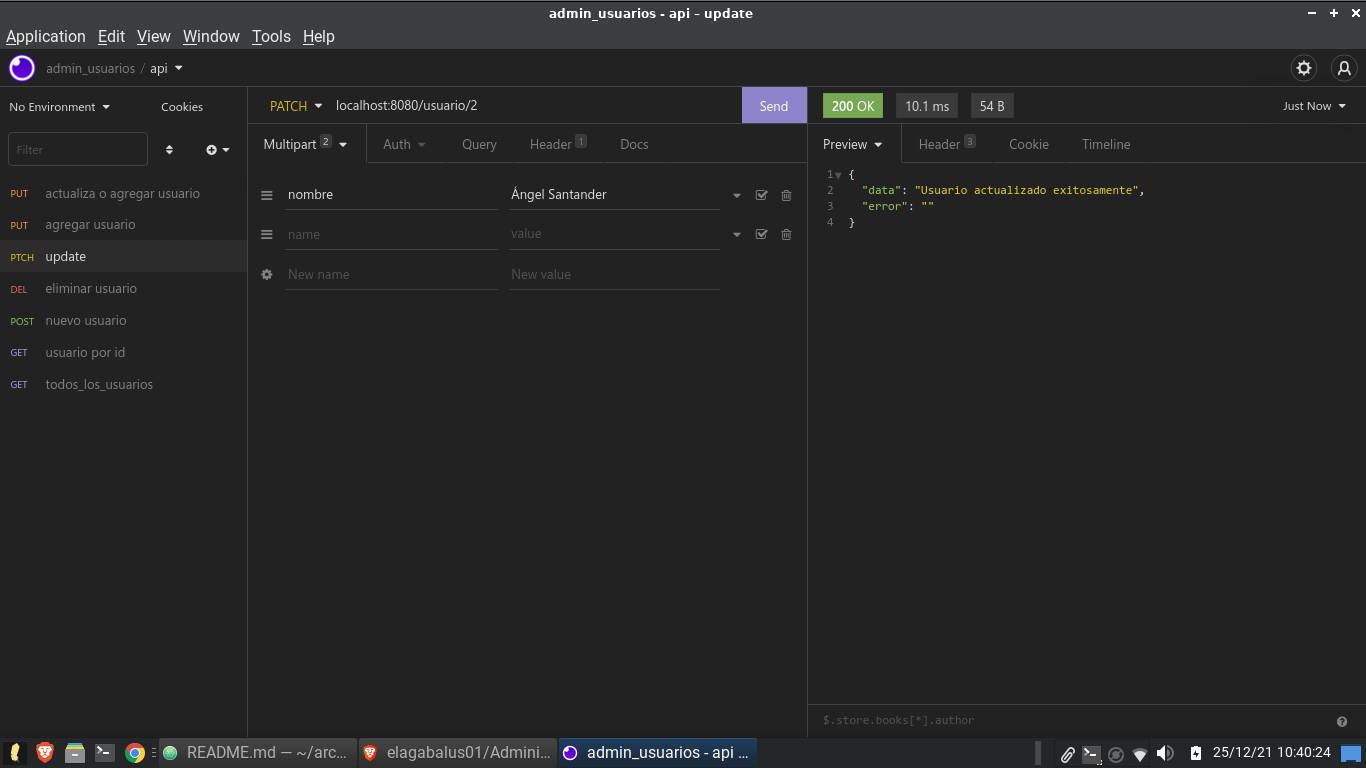 admin_usuarios - api – update
Application Edit View Window Tools Help
admin_usuarios / api
No Environment
Cookies
Filter
PUT actualiza o agregar usuario
PUT agregar usuario
PTCH update
DEL eliminar usuario
POST nuevo usuario
GET usuario por id
GET todos_los_usuarios
PATCH localhost:8080/usuario/2 Send
Multipart 2 Auth Query Header 1 Docs
nombre Ángel Santander
name value
New name New value
200 OK 10.1 ms 54 B Just Now
Preview Header 3 Cookie Timeline
1 {
2 "data": "Usuario actualizado exitosamente",
3 "error": ""
4 }
$.store.books[*].author
README.md — ~/arc... elagabalus01/Admini... admin_usuarios - api ... 25/12/21 10:40:24